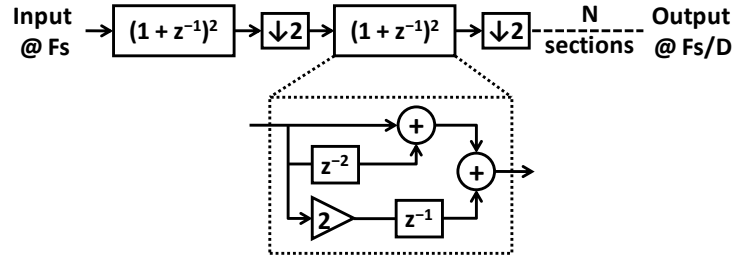 Input
@ Fs
(1 + z⁻¹)²
↓2
(1 + z⁻¹)²
↓2
N
sections
Output
@ Fs/D
+
z⁻²
+
2
z⁻¹